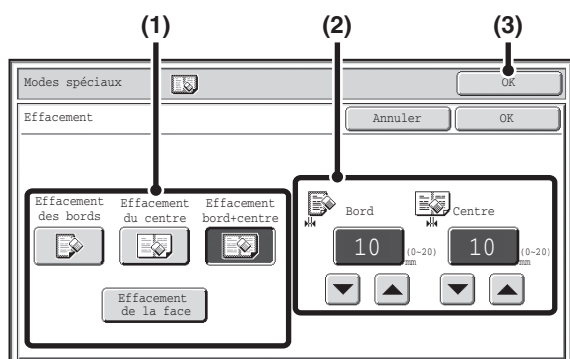 (1) (2) (3)
Modes spéciaux OK
Effacement Annuler OK
Effacement des bords
Effacement du centre
Effacement bord+centre
Bord
Centre
10 (0~20) mm
10 (0~20) mm
Effacement de la face